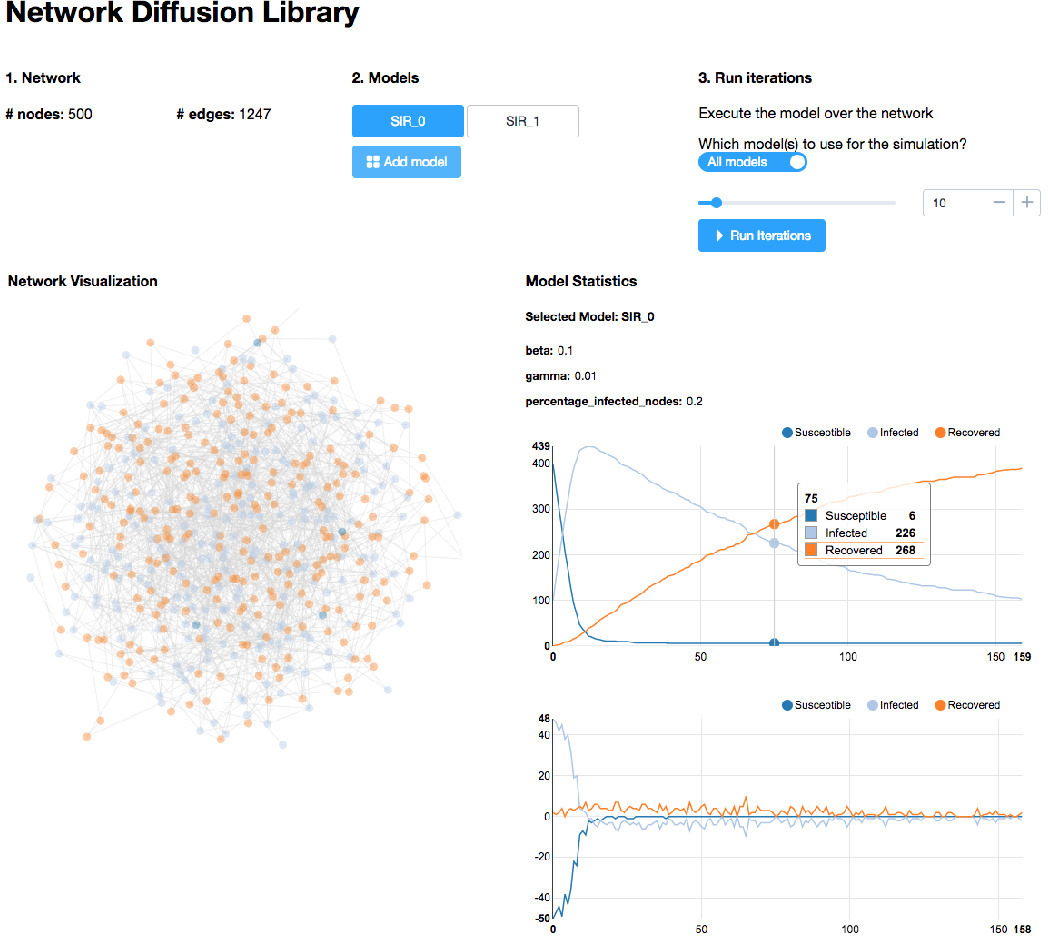 Network Diffusion Library
1. Network
# nodes: 500
# edges: 1247
2. Models
SIR_0
SIR_1
Add model
3. Run iterations
Execute the model over the network
Which model(s) to use for the simulation?
All models
10
Run Iterations
Network Visualization
Model Statistics
Selected Model: SIR_0
beta: 0.1
gamma: 0.01
percentage_infected_nodes: 0.2
Susceptible Infected Recovered
439
400
300
200
100
0
75
Susceptible 6
Infected 226
Recovered 268
0 50 100 150 159
Susceptible Infected Recovered
48
40
20
0
-20
-40
-50
0 50 100 150 158